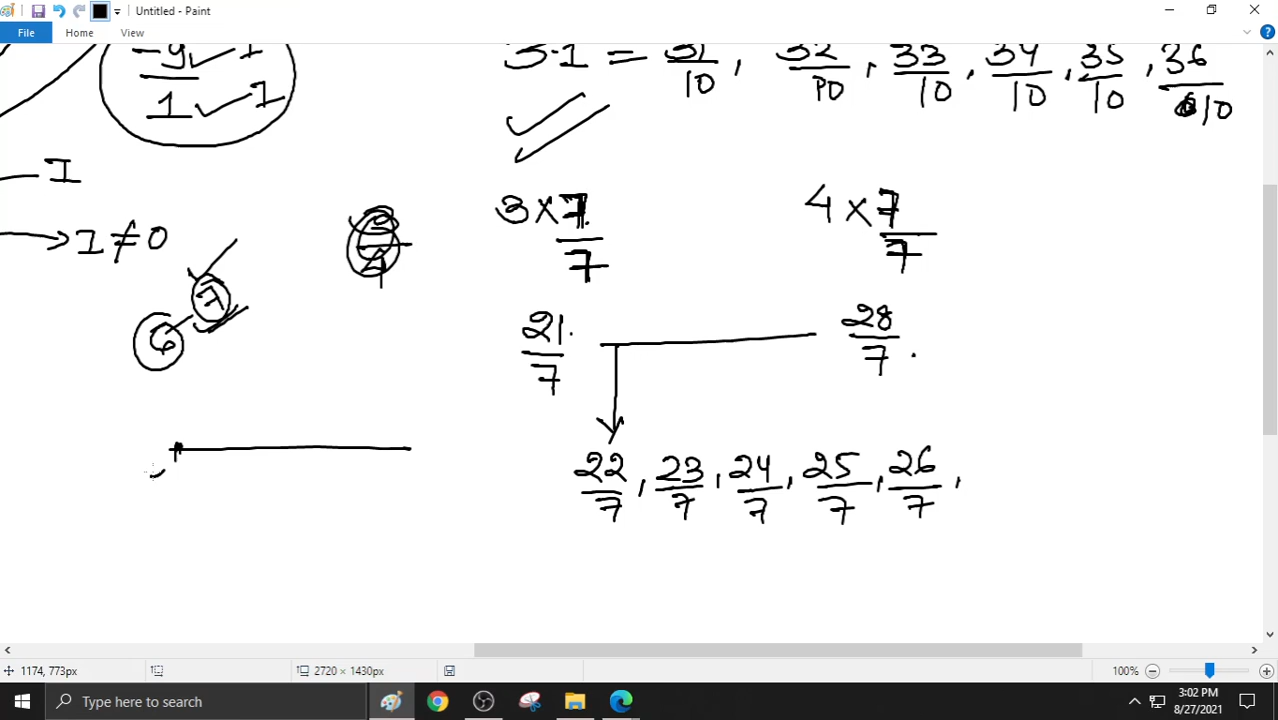 Untitled - Paint
File Home View
-9 I
1 I
3.1 = 31/10, 32/10, 33/10, 34/10, 35/10, 36/10
I
I ≠ 0
3 × 7/7 4 × 7/7
7
6
21/7 28/7
22/7, 23/7, 24/7, 25/7, 26/7,
1174, 773px 2720 × 1430px 100%
Type here to search
3:02 PM
8/27/2021